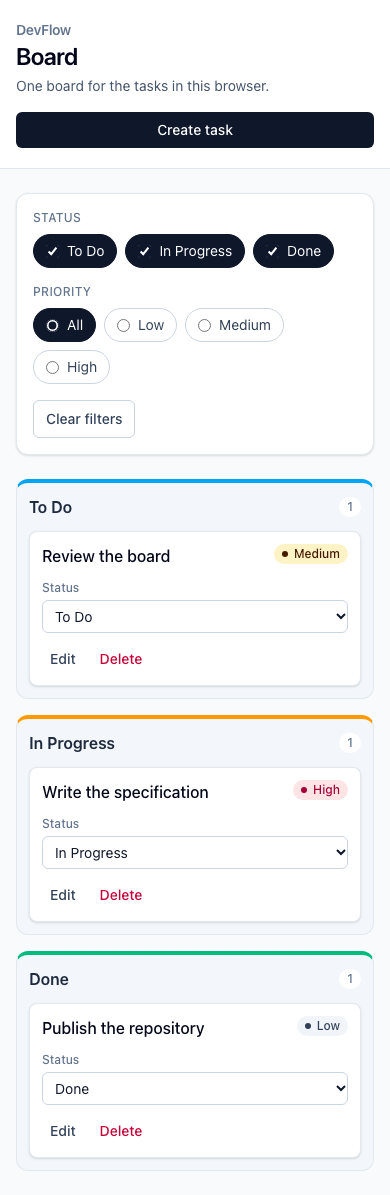 DevFlow
Board
One board for the tasks in this browser.
Create task
STATUS
To Do In Progress Done
PRIORITY
All Low Medium
High
Clear filters
To Do 1
Review the board Medium
Status
To Do
Edit Delete
In Progress 1
Write the specification High
Status
In Progress
Edit Delete
Done 1
Publish the repository Low
Status
Done
Edit Delete